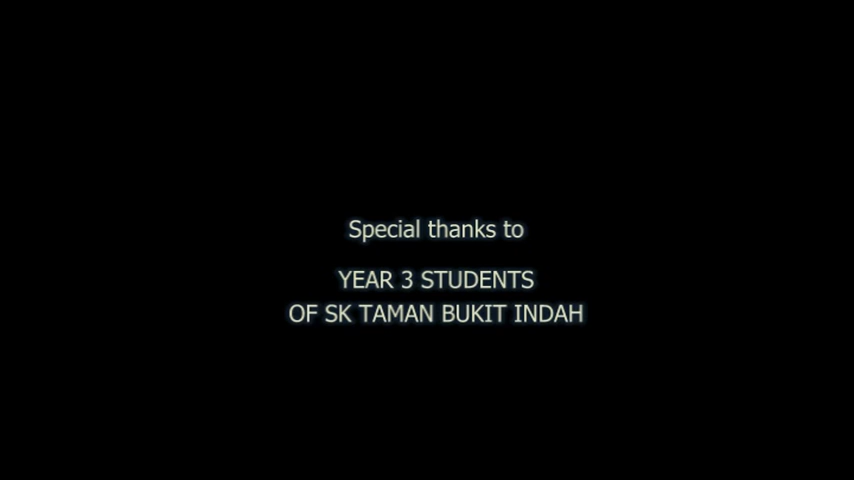 Special thanks to
YEAR 3 STUDENTS
OF SK TAMAN BUKIT INDAH